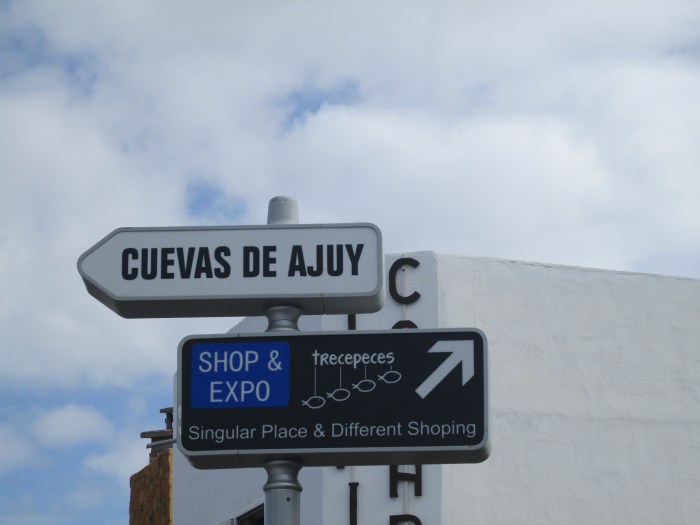 CUEVAS DE AJUY
SHOP &
EXPO
trecepeces
Singular Place & Different Shoping